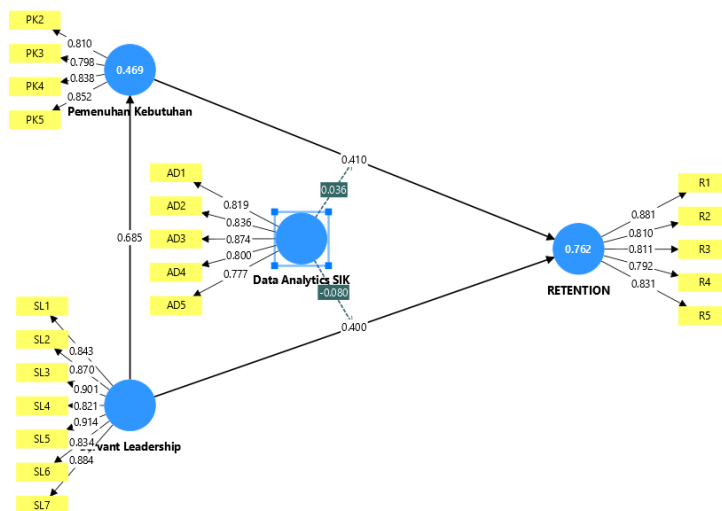 PK2
0.810
PK3
0.798
0.469
PK4
0.838
0.852
PK5
Pemenuhan Kebutuhan
0.410
AD1
0.819
0.036
AD2
0.836
AD3
0.874
AD4
0.800
AD5
0.777
Data Analytics SIK
-0.080
0.400
0.685
R1
0.881
R2
0.810
0.762
R3
0.811
R4
0.792
R5
0.831
RETENTION
SL1
0.843
SL2
0.870
SL3
0.901
SL4
0.821
SL5
0.914
SL6
0.834
SL7
0.884
Leadership